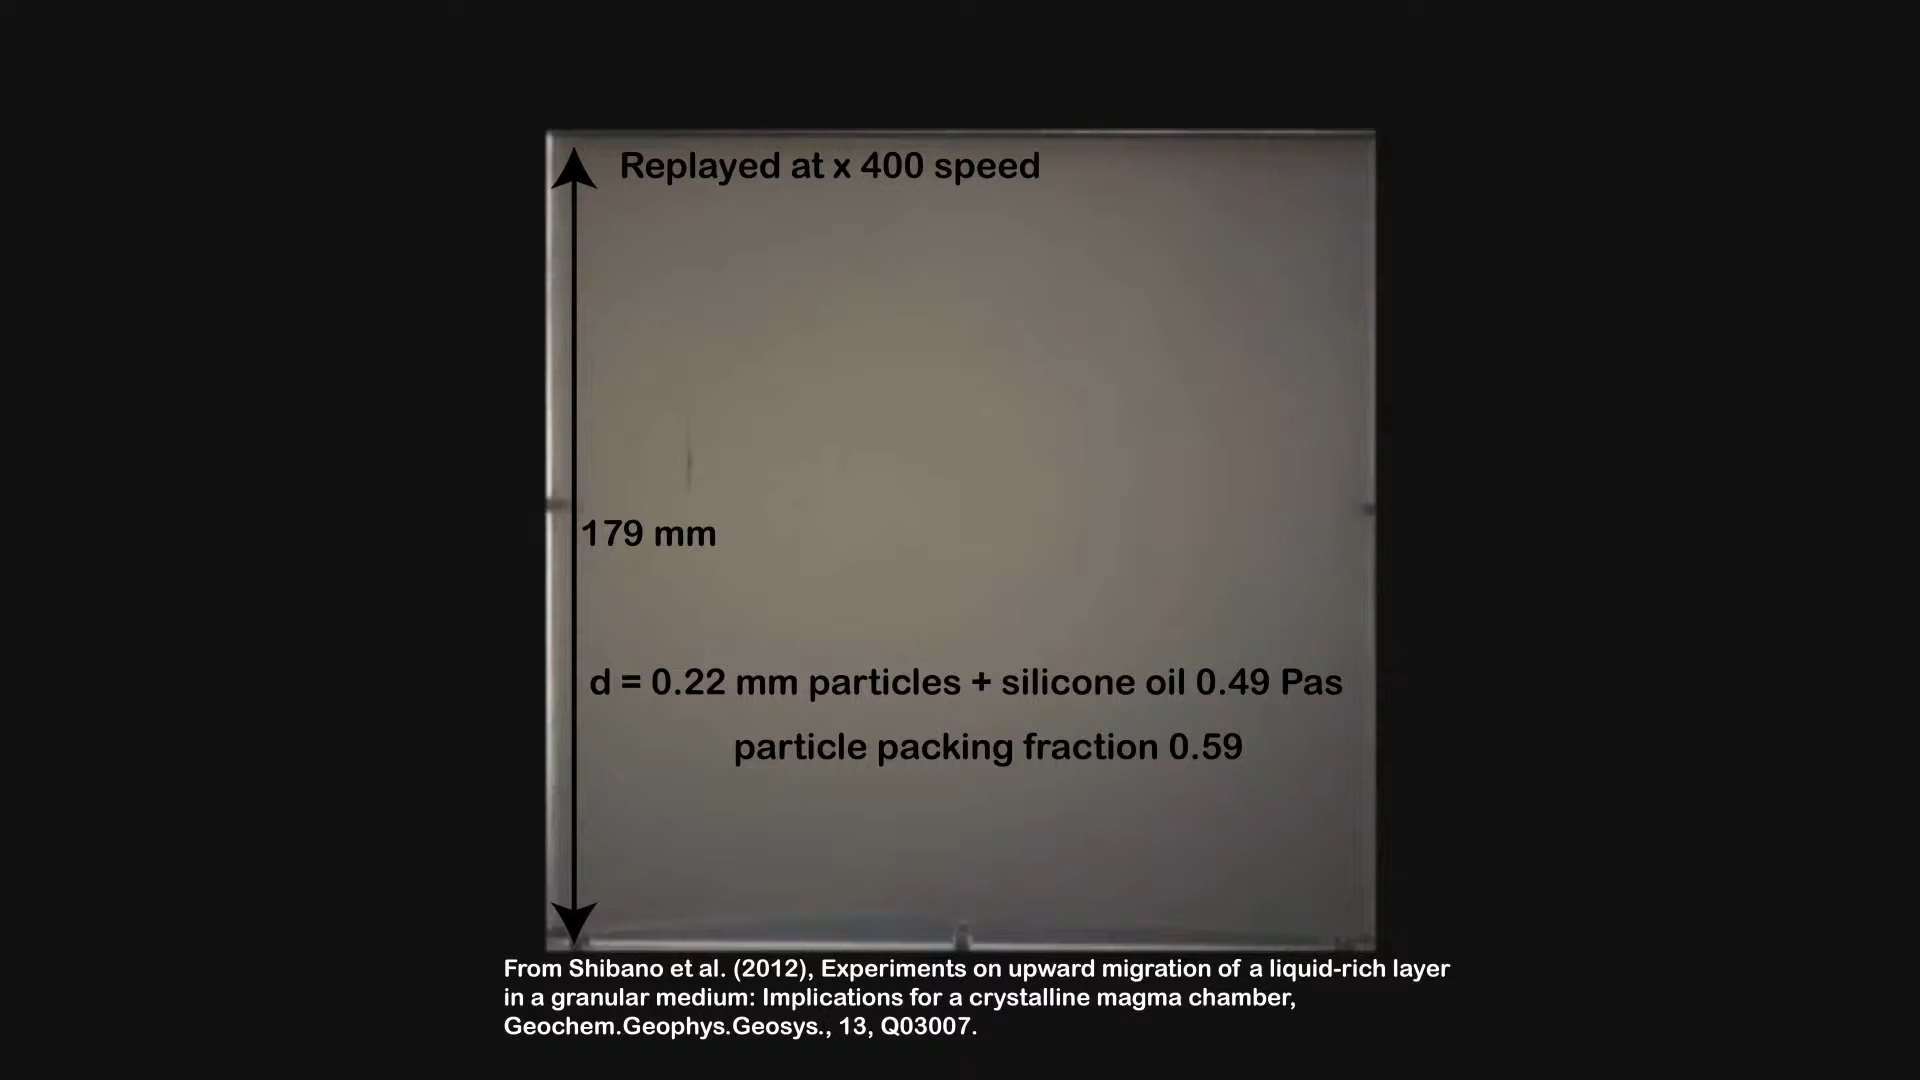 Replayed at x 400 speed
179 mm
d = 0.22 mm particles + silicone oil 0.49 Pas
particle packing fraction 0.59
From Shibano et al. (2012), Experiments on upward migration of a liquid-rich layer
in a granular medium: Implications for a crystalline magma chamber,
Geochem.Geophys.Geosys., 13, Q03007.